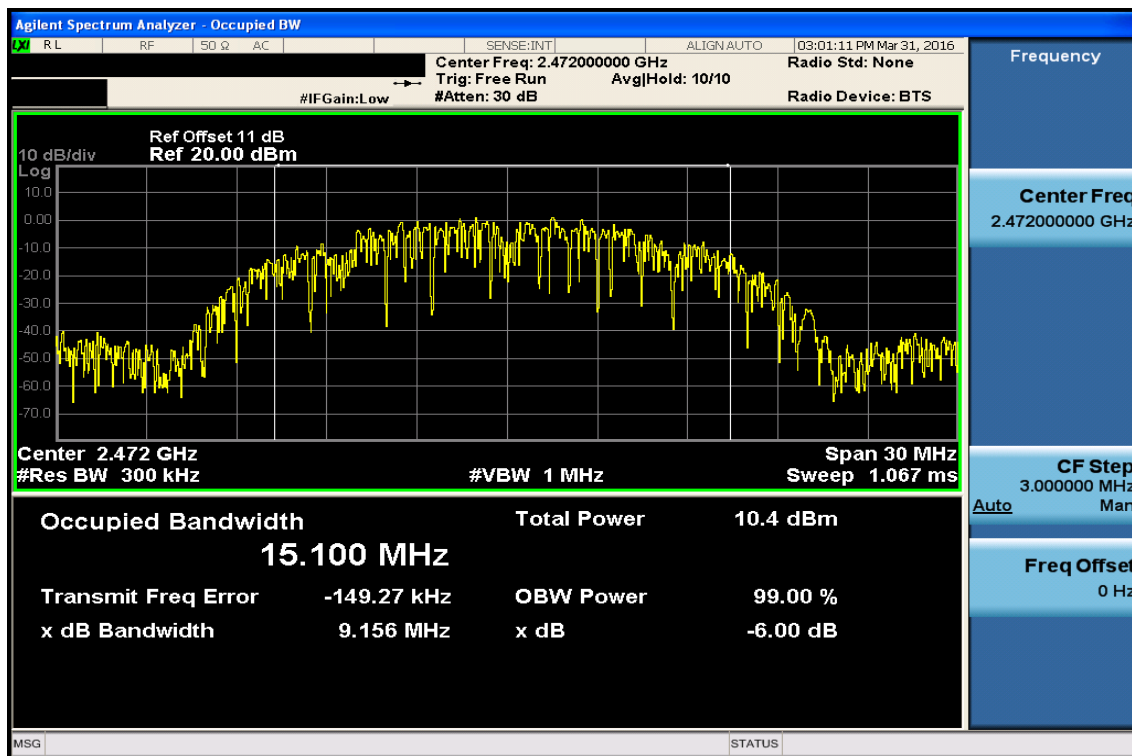 Agilent Spectrum Analyzer - Occupied BW
LXI RL RF 50 Ω AC SENSE:INT ALIGN AUTO 03:01:11 PM Mar 31, 2016
Center Freq: 2.472000000 GHz Radio Std: None
Trig: Free Run Avg|Hold: 10/10
#IFGain:Low #Atten: 30 dB Radio Device: BTS
Frequency
Ref Offset 11 dB
10 dB/div Ref 20.00 dBm
Log
10.0
0.00
-10.0
-20.0
-30.0
-40.0
-50.0
-60.0
-70.0
Center 2.472 GHz Span 30 MHz
#Res BW 300 kHz #VBW 1 MHz Sweep 1.067 ms
Occupied Bandwidth Total Power 10.4 dBm
15.100 MHz
Transmit Freq Error -149.27 kHz OBW Power 99.00 %
x dB Bandwidth 9.156 MHz x dB -6.00 dB
Center Freq
2.472000000 GHz
CF Step
3.000000 MHz
Auto Man
Freq Offset
0 Hz
MSG STATUS